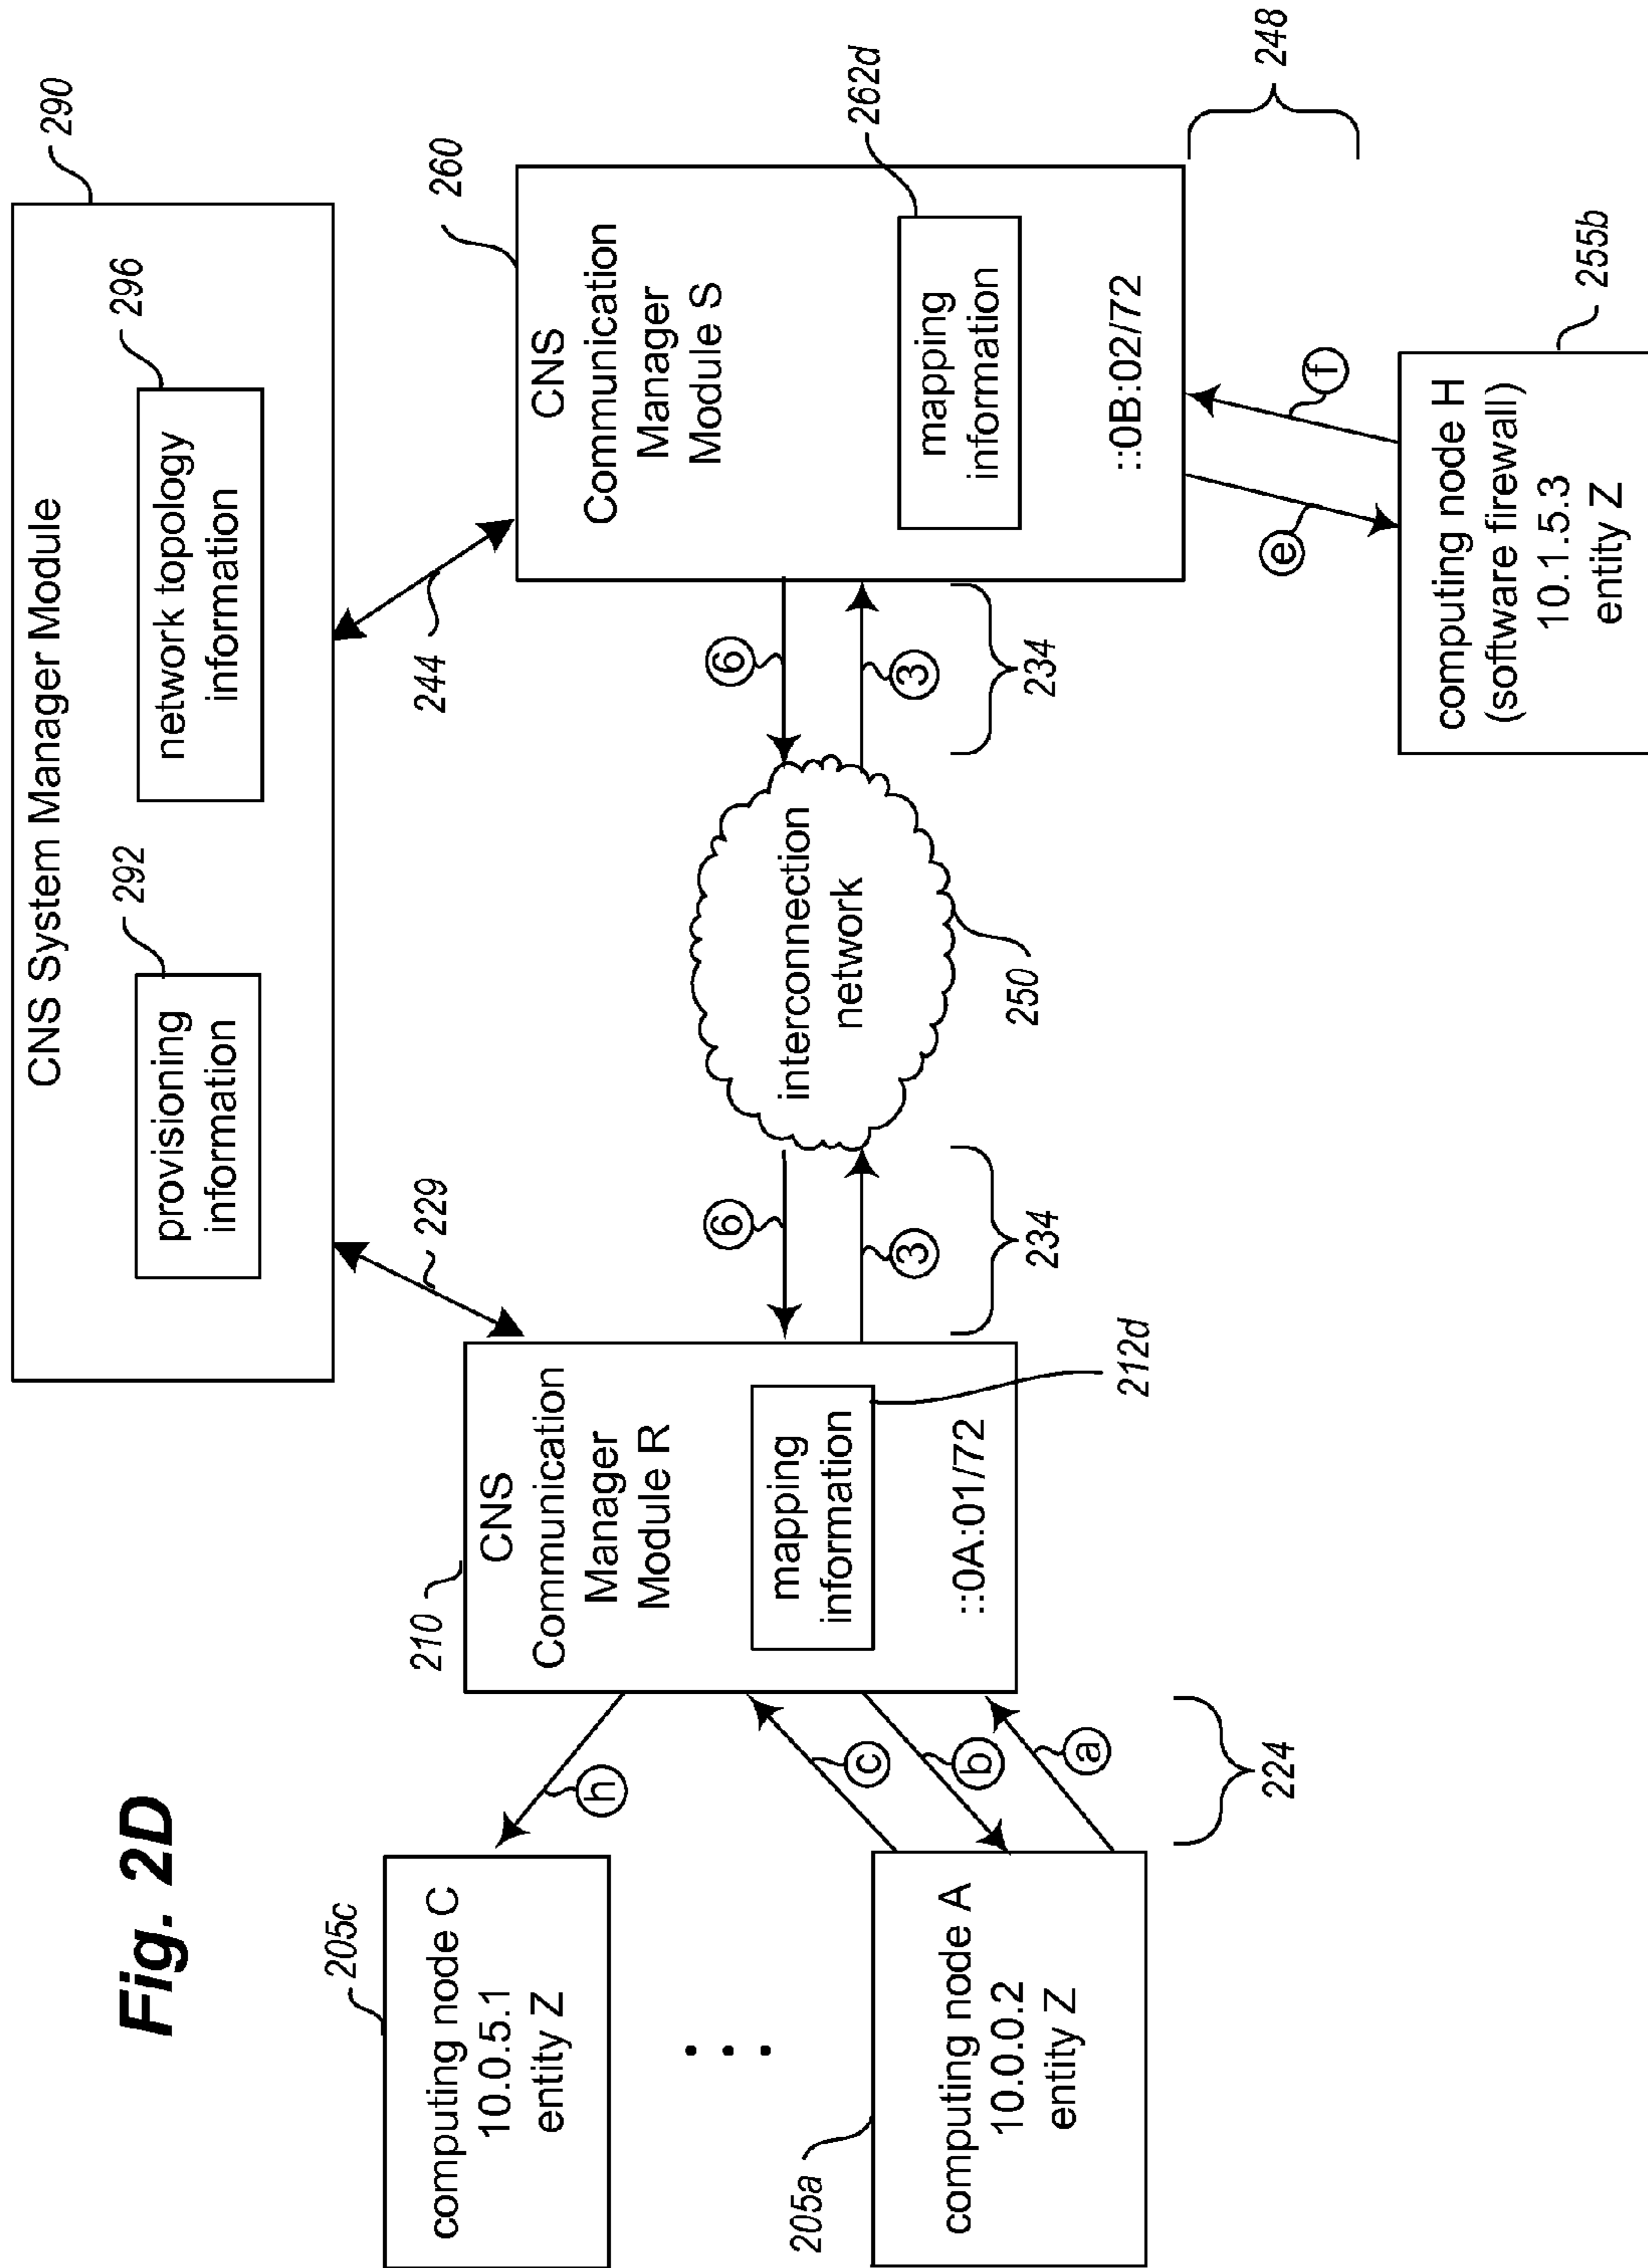 Fig. 2D
CNS System Manager Module
290
provisioning
information
292
network topology
information
296
229
244
210
CNS
Communication
Manager
Module R
mapping
information
::0A:01/72
212d
260
CNS
Communication
Manager
Module S
mapping
information
::0B:02/72
262d
248
205c
computing node C
10.0.5.1
entity Z
205a
computing node A
10.0.0.2
entity Z
h
c
b
a
224
6
3
234
interconnection
network
250
6
3
234
e
f
computing node H
(software firewall)
10.1.5.3
entity Z
255b